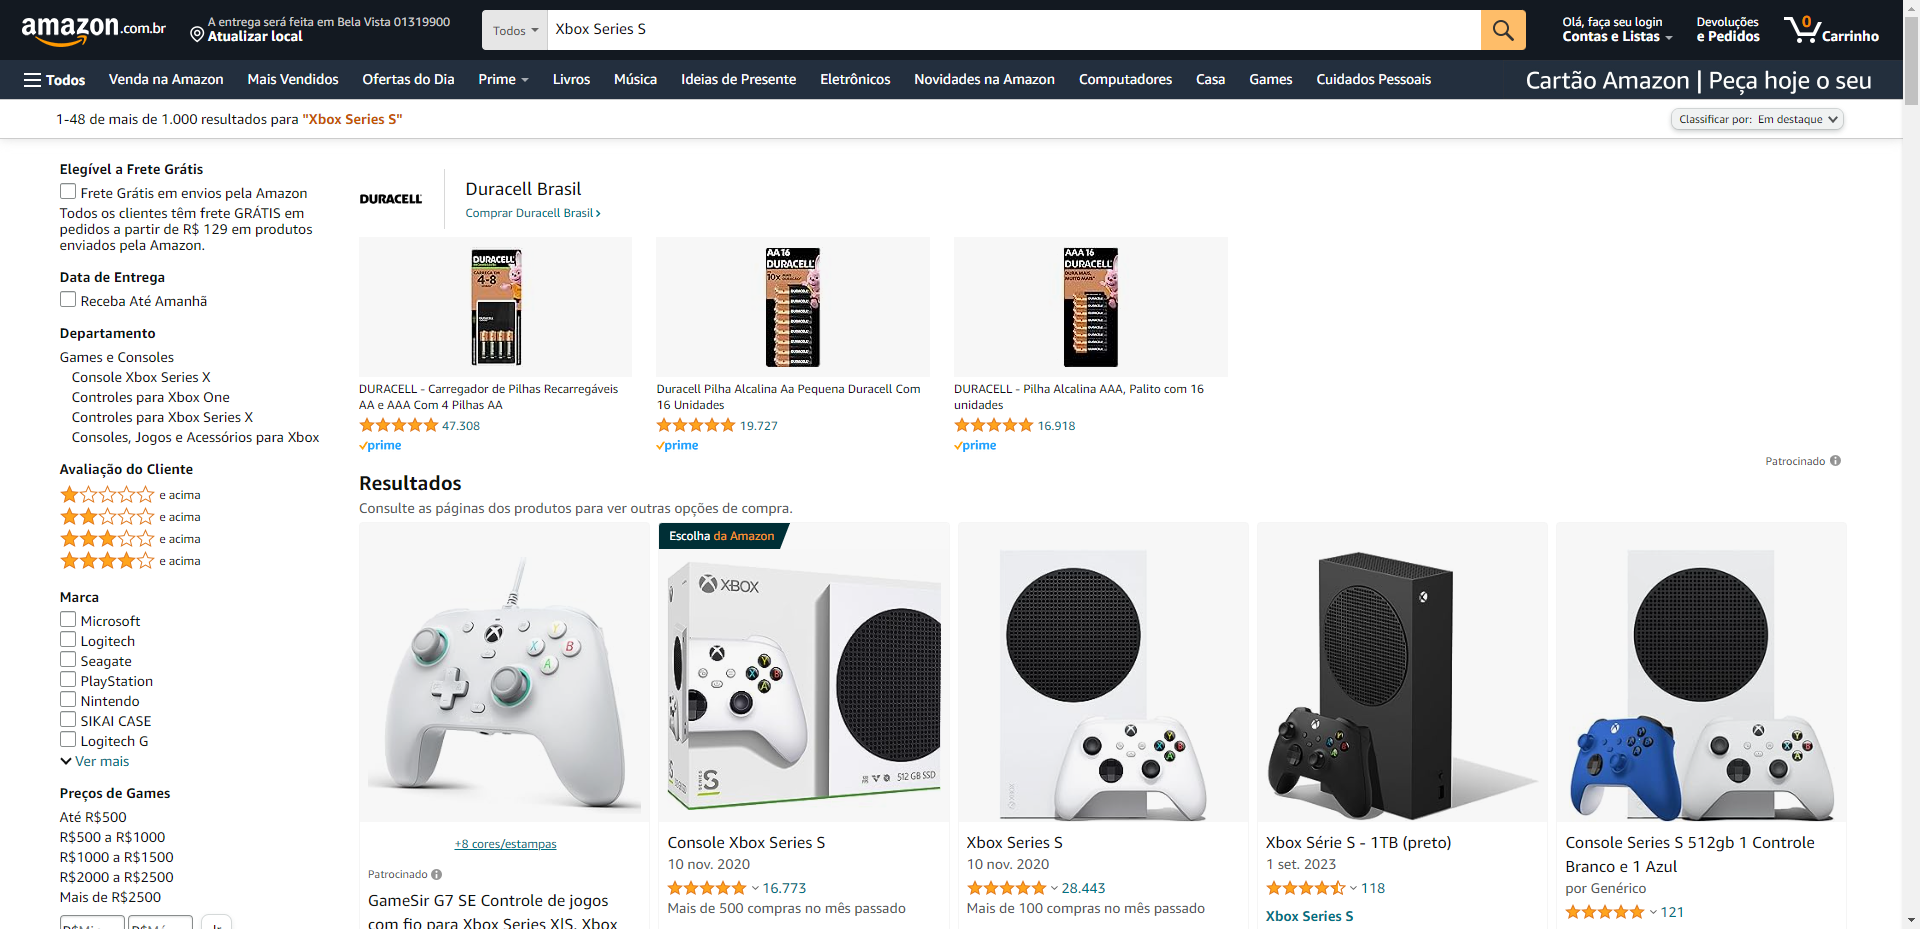 amazon.com.br
A entrega será feita em Bela Vista 01319900
Atualizar local
Todos
Xbox Series S
Olá, faça seu login
Contas e Listas
Devoluções
e Pedidos
0
Carrinho
Todos
Venda na Amazon
Mais Vendidos
Ofertas do Dia
Prime
Livros
Música
Ideias de Presente
Eletrônicos
Novidades na Amazon
Computadores
Casa
Games
Cuidados Pessoais
Cartão Amazon | Peça hoje o seu
1-48 de mais de 1.000 resultados para "Xbox Series S"
Classificar por: Em destaque
Elegível a Frete Grátis
Frete Grátis em envios pela Amazon
Todos os clientes têm frete GRÁTIS em
pedidos a partir de R$ 129 em produtos
enviados pela Amazon.
Data de Entrega
Receba Até Amanhã
Departamento
Games e Consoles
Console Xbox Series X
Controles para Xbox One
Controles para Xbox Series X
Consoles, Jogos e Acessórios para Xbox
Avaliação do Cliente
e acima
e acima
e acima
e acima
Marca
Microsoft
Logitech
Seagate
PlayStation
Nintendo
SIKAI CASE
Logitech G
Ver mais
Preços de Games
Até R$500
R$500 a R$1000
R$1000 a R$1500
R$2000 a R$2500
Mais de R$2500
DURACELL
Duracell Brasil
Comprar Duracell Brasil
DURACELL
4-8
AA 16
DURACELL
10x
AAA 16
DURACELL
DURACELL - Carregador de Pilhas Recarregáveis
AA e AAA Com 4 Pilhas AA
47.308
prime
Duracell Pilha Alcalina Aa Pequena Duracell Com
16 Unidades
19.727
prime
DURACELL - Pilha Alcalina AAA, Palito com 16
unidades
16.918
prime
Patrocinado
Resultados
Consulte as páginas dos produtos para ver outras opções de compra.
+8 cores/estampas
Patrocinado
GameSir G7 SE Controle de jogos
com fio para Xbox Series X|S, Xbox
Escolha da Amazon
XBOX
SERIES S
512 GB SSD
Console Xbox Series S
10 nov. 2020
16.773
Mais de 500 compras no mês passado
Xbox Series S
10 nov. 2020
28.443
Mais de 100 compras no mês passado
Xbox Série S - 1TB (preto)
1 set. 2023
118
Xbox Series S
Console Series S 512gb 1 Controle
Branco e 1 Azul
por Genérico
121